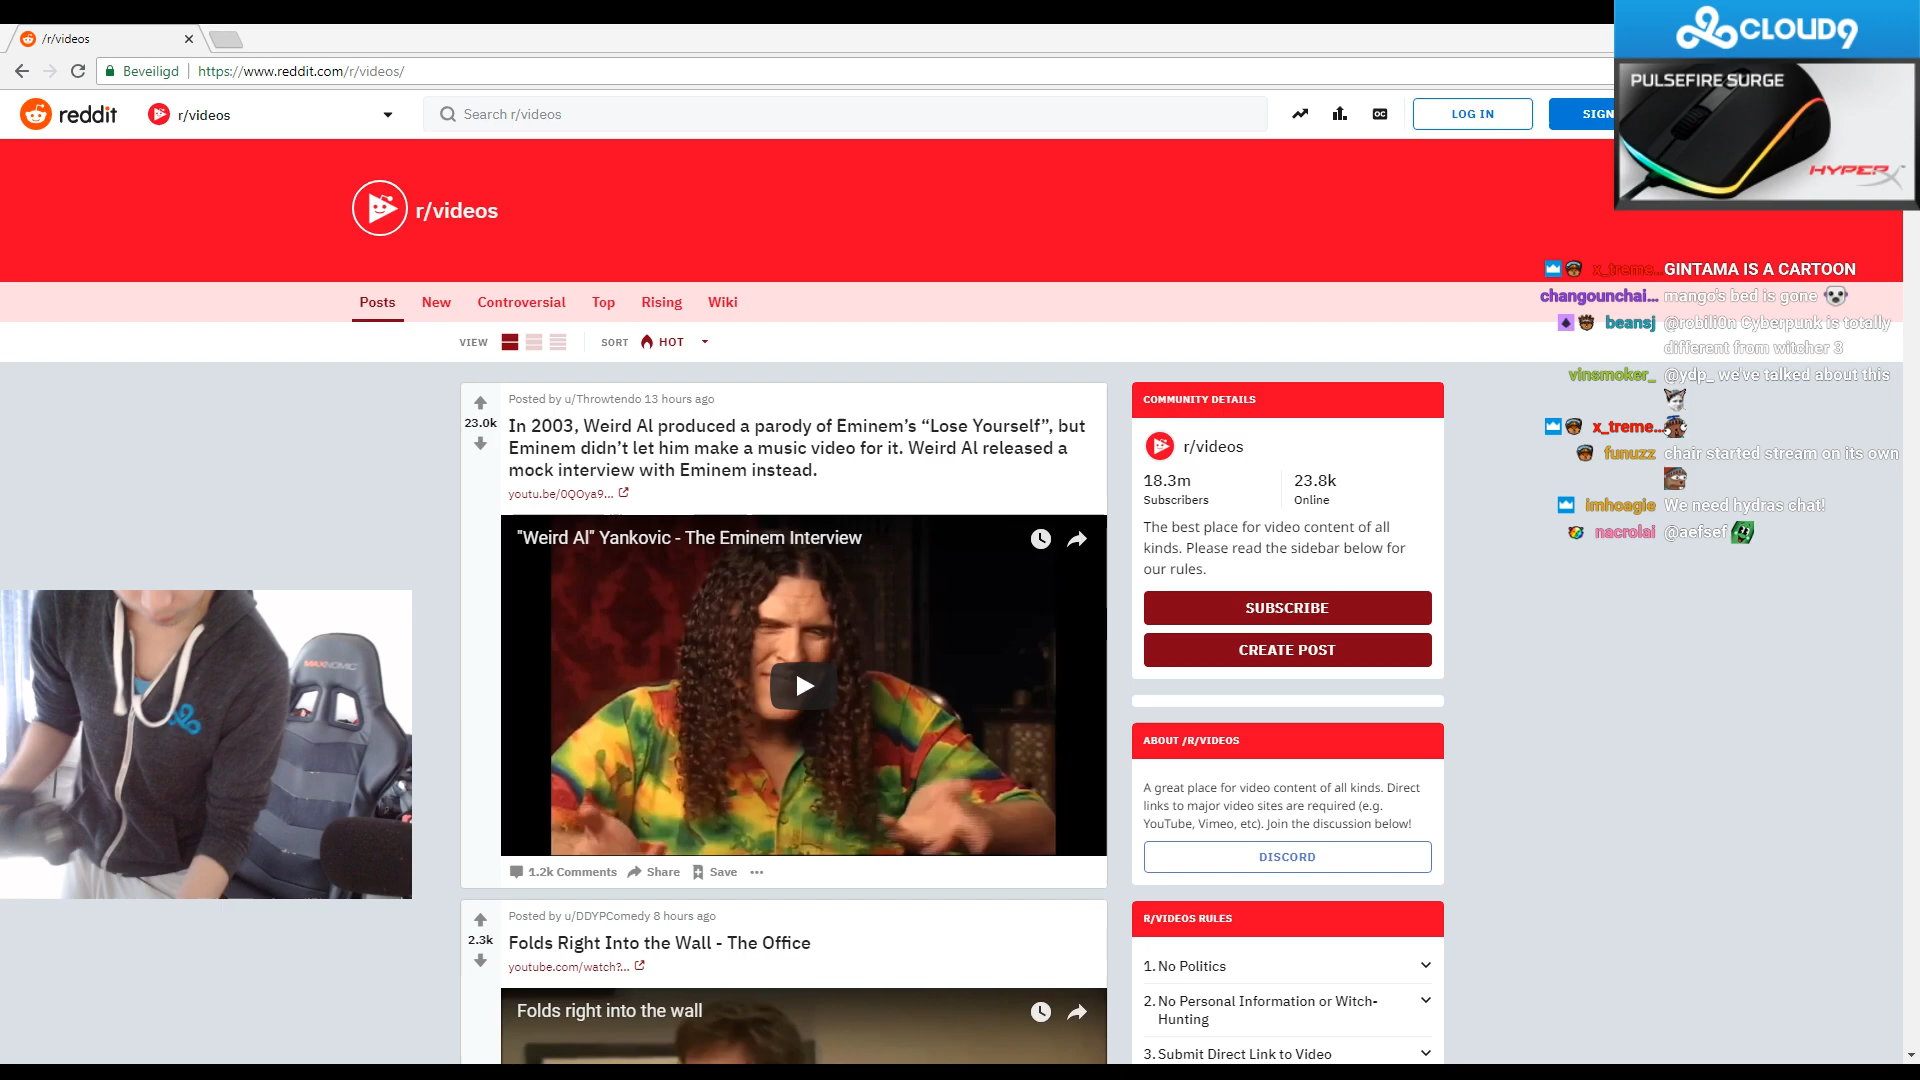 /r/videos
Beveiligd
https://www.reddit.com/r/videos/
CLOUD9
PULSEFIRE SURGE
HYPERX
reddit
r/videos
Search r/videos
LOG IN
SIGN
r/videos
Posts
New
Controversial
Top
Rising
Wiki
VIEW
SORT
HOT
Posted by u/Throwtendo 13 hours ago
23.0k
In 2003, Weird Al produced a parody of Eminem’s “Lose Yourself”, but
Eminem didn’t let him make a music video for it. Weird Al released a
mock interview with Eminem instead.
youtu.be/0QOya9...
"Weird Al" Yankovic - The Eminem Interview
1.2k Comments
Share
Save
Posted by u/DDYPComedy 8 hours ago
2.3k
Folds Right Into the Wall - The Office
youtube.com/watch?...
Folds right into the wall
COMMUNITY DETAILS
r/videos
18.3m
Subscribers
23.8k
Online
The best place for video content of all
kinds. Please read the sidebar below for
our rules.
SUBSCRIBE
CREATE POST
ABOUT /R/VIDEOS
A great place for video content of all kinds. Direct
links to major video sites are required (e.g.
YouTube, Vimeo, etc). Join the discussion below!
DISCORD
R/VIDEOS RULES
1. No Politics
2. No Personal Information or Witch-
Hunting
3. Submit Direct Link to Video
x_treme... GINTAMA IS A CARTOON
changounchai... mango's bed is gone
beansj @robili0n Cyberpunk is totally
different from witcher 3
vinsmoker_ @ydp_ we've talked about this
x_treme...
funuzz chair started stream on its own
imhoagie We need hydras chat!
nacrolai @aefsef
MAXNOMIC